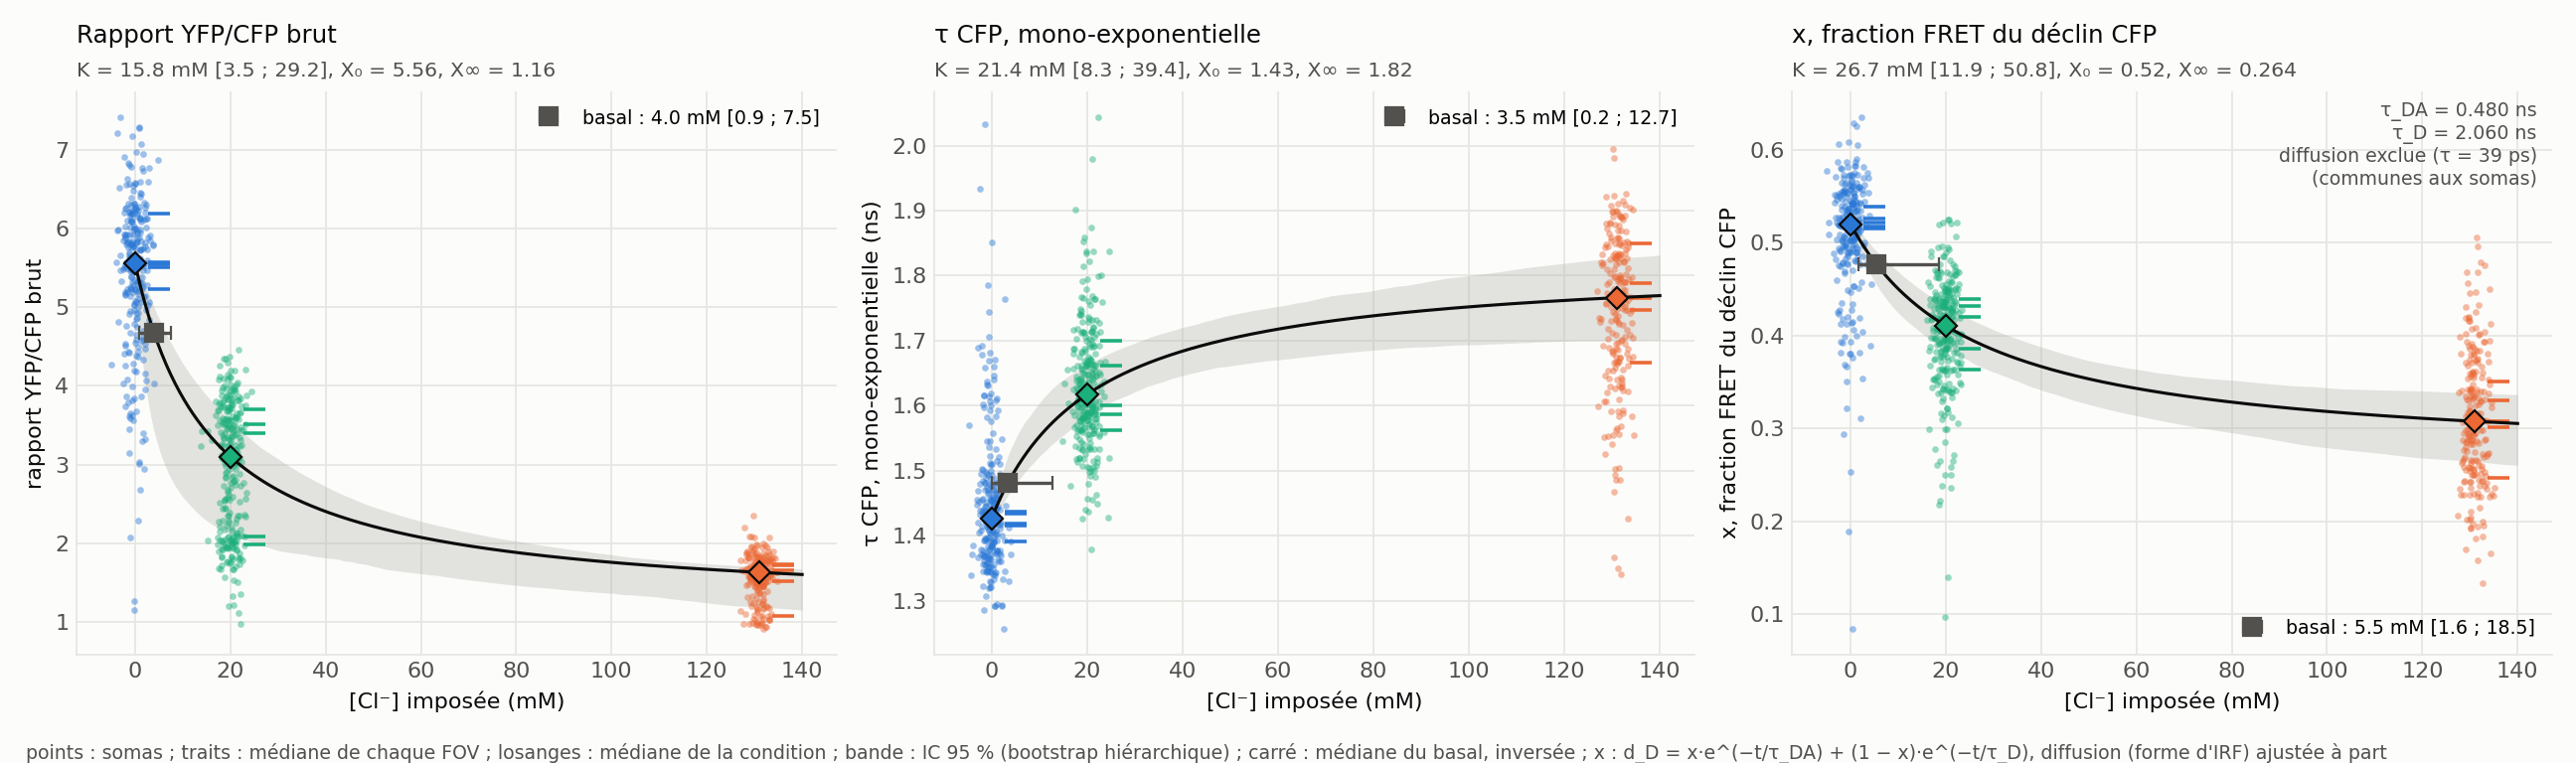 Rapport YFP/CFP brut
K = 15.8 mM [3.5 ; 29.2], X₀ = 5.56, X∞ = 1.16
basal : 4.0 mM [0.9 ; 7.5]
rapport YFP/CFP brut
7
6
5
4
3
2
1
0 20 40 60 80 100 120 140
[Cl⁻] imposée (mM)
τ CFP, mono-exponentielle
K = 21.4 mM [8.3 ; 39.4], X₀ = 1.43, X∞ = 1.82
basal : 3.5 mM [0.2 ; 12.7]
τ CFP, mono-exponentielle (ns)
2.0
1.9
1.8
1.7
1.6
1.5
1.4
1.3
0 20 40 60 80 100 120 140
[Cl⁻] imposée (mM)
x, fraction FRET du déclin CFP
K = 26.7 mM [11.9 ; 50.8], X₀ = 0.52, X∞ = 0.264
τ_DA = 0.480 ns
τ_D = 2.060 ns
diffusion exclue (τ = 39 ps)
(communes aux somas)
x, fraction FRET du déclin CFP
0.6
0.5
0.4
0.3
0.2
0.1
basal : 5.5 mM [1.6 ; 18.5]
0 20 40 60 80 100 120 140
[Cl⁻] imposée (mM)
points : somas ; traits : médiane de chaque FOV ; losanges : médiane de la condition ; bande : IC 95 % (bootstrap hiérarchique) ; carré : médiane du basal, inversée ; x : d_D = x·e^(−t/τ_DA) + (1 − x)·e^(−t/τ_D), diffusion (forme d'IRF) ajustée à part